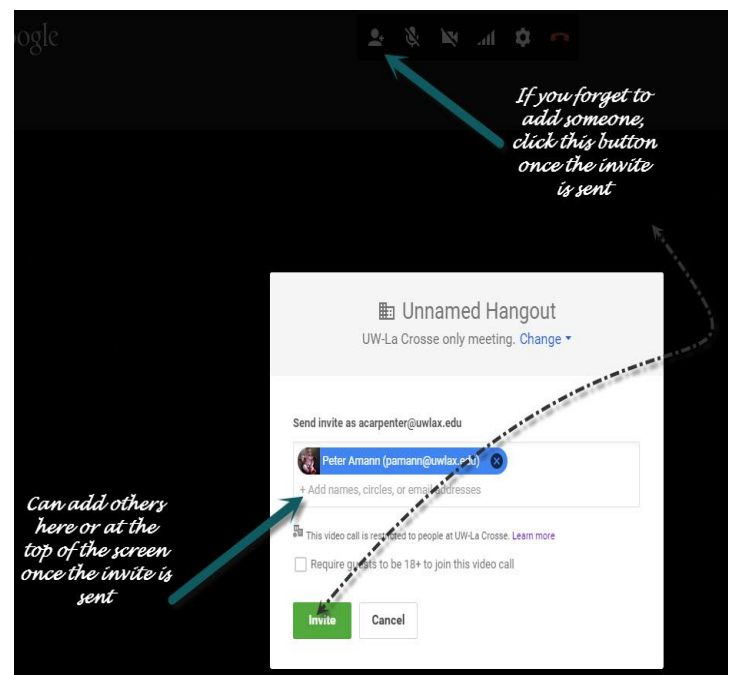 ogle
If you forget to
add someone,
click this button
once the invite
is sent
Unnamed Hangout
UW-La Crosse only meeting. Change
Send invite as acarpenter@uwlax.edu
Peter Amann (pamann@uwlax.edu)
+ Add names, circles, or email addresses
Can add others
here or at the
top of the screen
once the invite is
sent
This video call is restricted to people at UW-La Crosse. Learn more
Require guests to be 18+ to join this video call
Invite Cancel